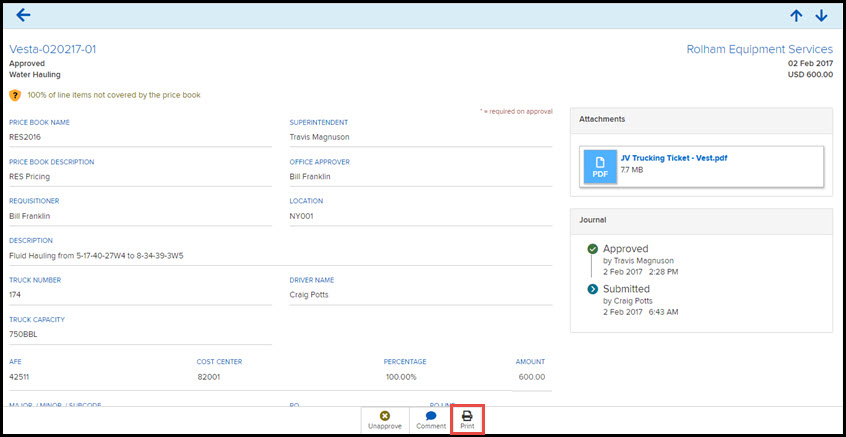 Vesta-020217-01
Rolham Equipment Services
Approved
02 Feb 2017
Water Hauling
USD 600.00
? 100% of line items not covered by the price book
* = required on approval
PRICE BOOK NAME
RES2016
SUPERINTENDENT
Travis Magnuson
PRICE BOOK DESCRIPTION
RES Pricing
OFFICE APPROVER
Bill Franklin
REQUISITIONER
Bill Franklin
LOCATION
NY001
DESCRIPTION
Fluid Hauling from 5-17-40-27W4 to 8-34-39-3W5
TRUCK NUMBER
174
DRIVER NAME
Craig Potts
TRUCK CAPACITY
750BBL
AFE COST CENTER PERCENTAGE AMOUNT
42511 82001 100.00% 600.00
MAJOR / MINOR / SUBCODE PO PO LINE
Attachments
PDF
JV Trucking Ticket - Vest.pdf
7.7 MB
Journal
Approved
by Travis Magnuson
2 Feb 2017 2:28 PM
Submitted
by Craig Potts
2 Feb 2017 6:43 AM
Unapprove Comment Print